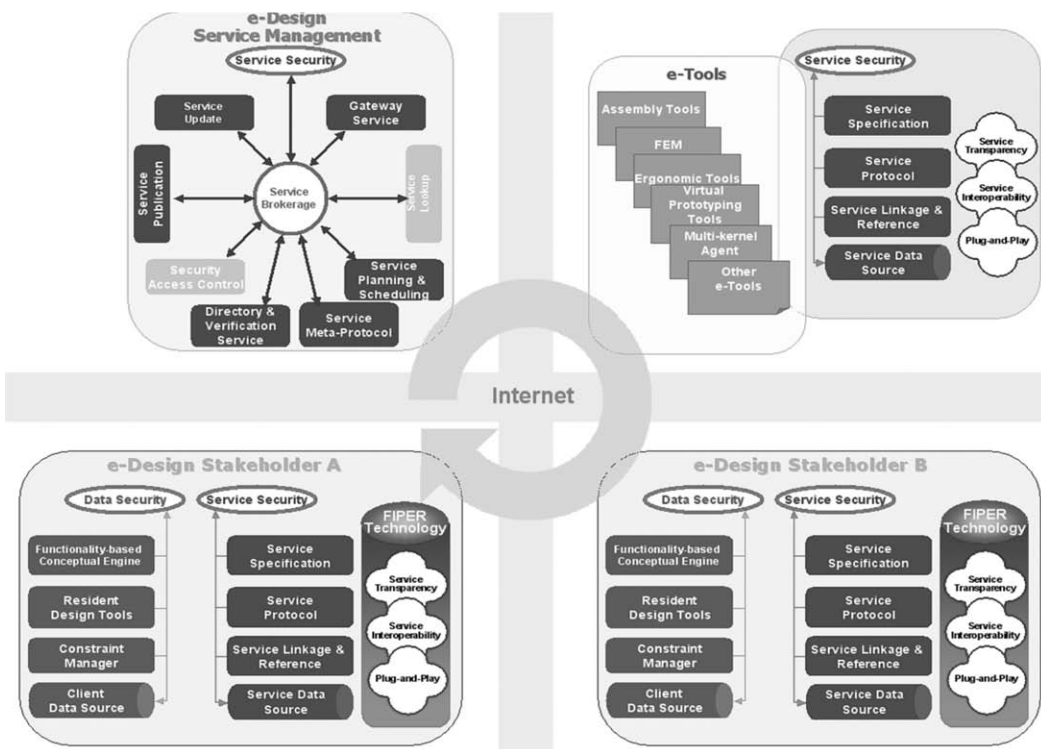 e-Design
Service Management
Service Security
Service
Update
Gateway
Service
Service
Publication
Service
Brokerage
Service
Lookup
Security
Access Control
Service
Planning &
Scheduling
Directory &
Verification
Service
Service
Meta-Protocol
e-Tools
Assembly Tools
FEM
Ergonomic Tools
Virtual
Prototyping
Tools
Multi-kernel
Agent
Other
e-Tools
Service Security
Service
Specification
Service
Protocol
Service Linkage &
Reference
Service Data
Source
Service
Transparency
Service
Interoperability
Plug-and-Play
Internet
e-Design Stakeholder A
Data Security
Service Security
Functionality-based
Conceptual Engine
Resident
Design Tools
Constraint
Manager
Client
Data Source
Service
Specification
Service
Protocol
Service Linkage &
Reference
Service Data
Source
FIPER
Technology
Service
Transparency
Service
Interoperability
Plug-and-Play
e-Design Stakeholder B
Data Security
Service Security
Functionality-based
Conceptual Engine
Resident
Design Tools
Constraint
Manager
Client
Data Source
Service
Specification
Service
Protocol
Service Linkage &
Reference
Service Data
Source
FIPER
Technology
Service
Transparency
Service
Interoperability
Plug-and-Play